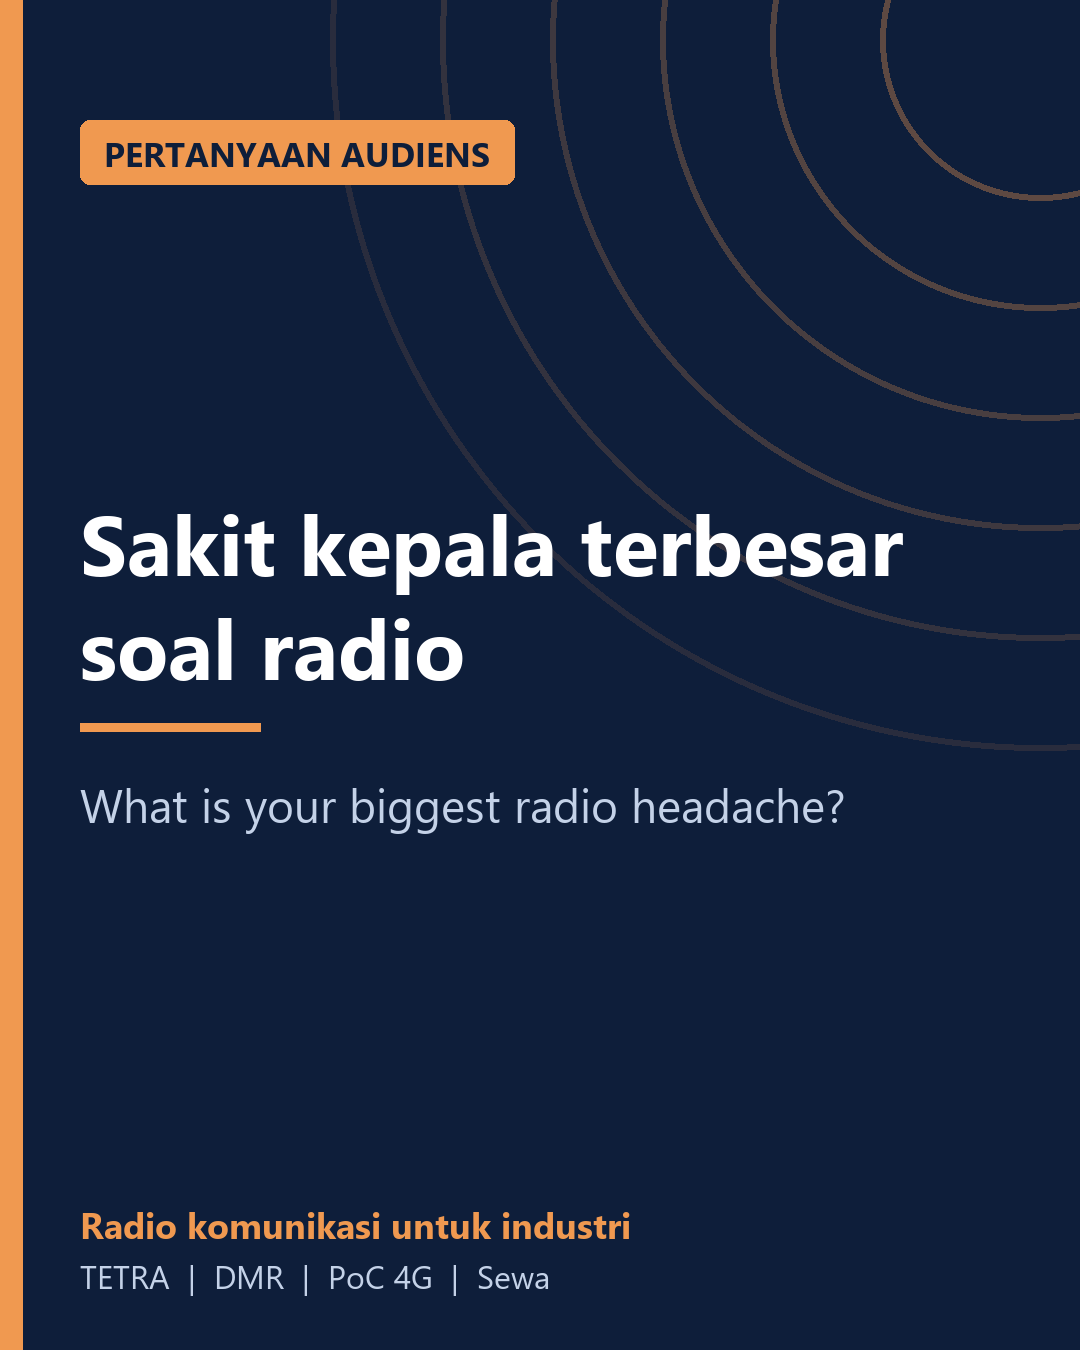 PERTANYAAN AUDIENS
Sakit kepala terbesar
soal radio
What is your biggest radio headache?
Radio komunikasi untuk industri
TETRA | DMR | PoC 4G | Sewa